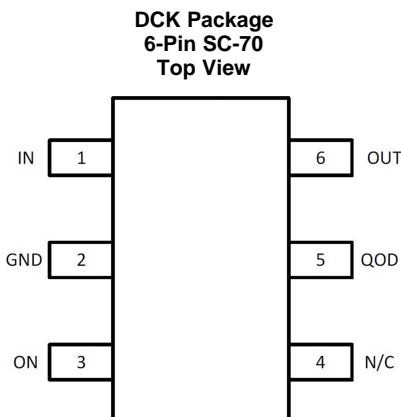 DCK Package
6-Pin SC-70
Top View
IN 1 6 OUT
GND 2 5 QOD
ON 3 4 N/C